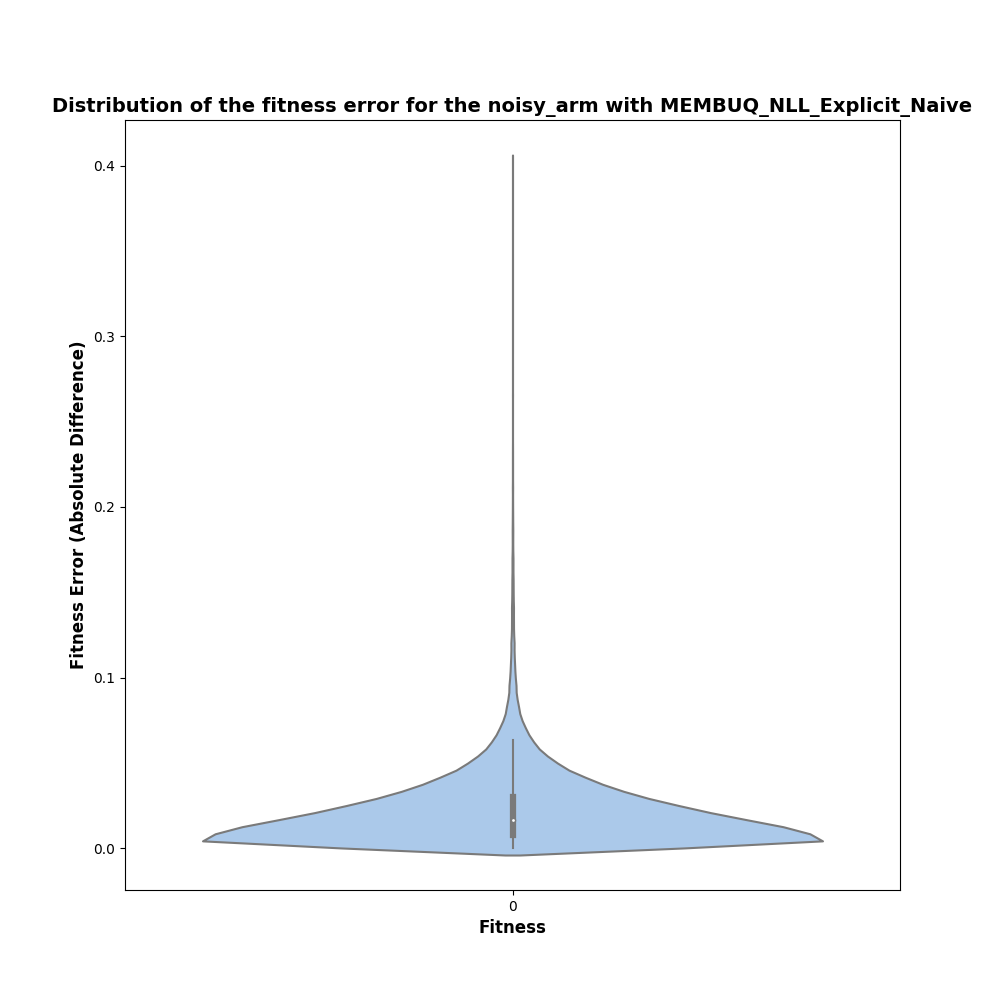 Distribution of the fitness error for the noisy_arm with MEMBUQ_NLL_Explicit_Naive
0.4
0.3
0.2
0.1
0.0
Fitness Error (Absolute Difference)
0
Fitness